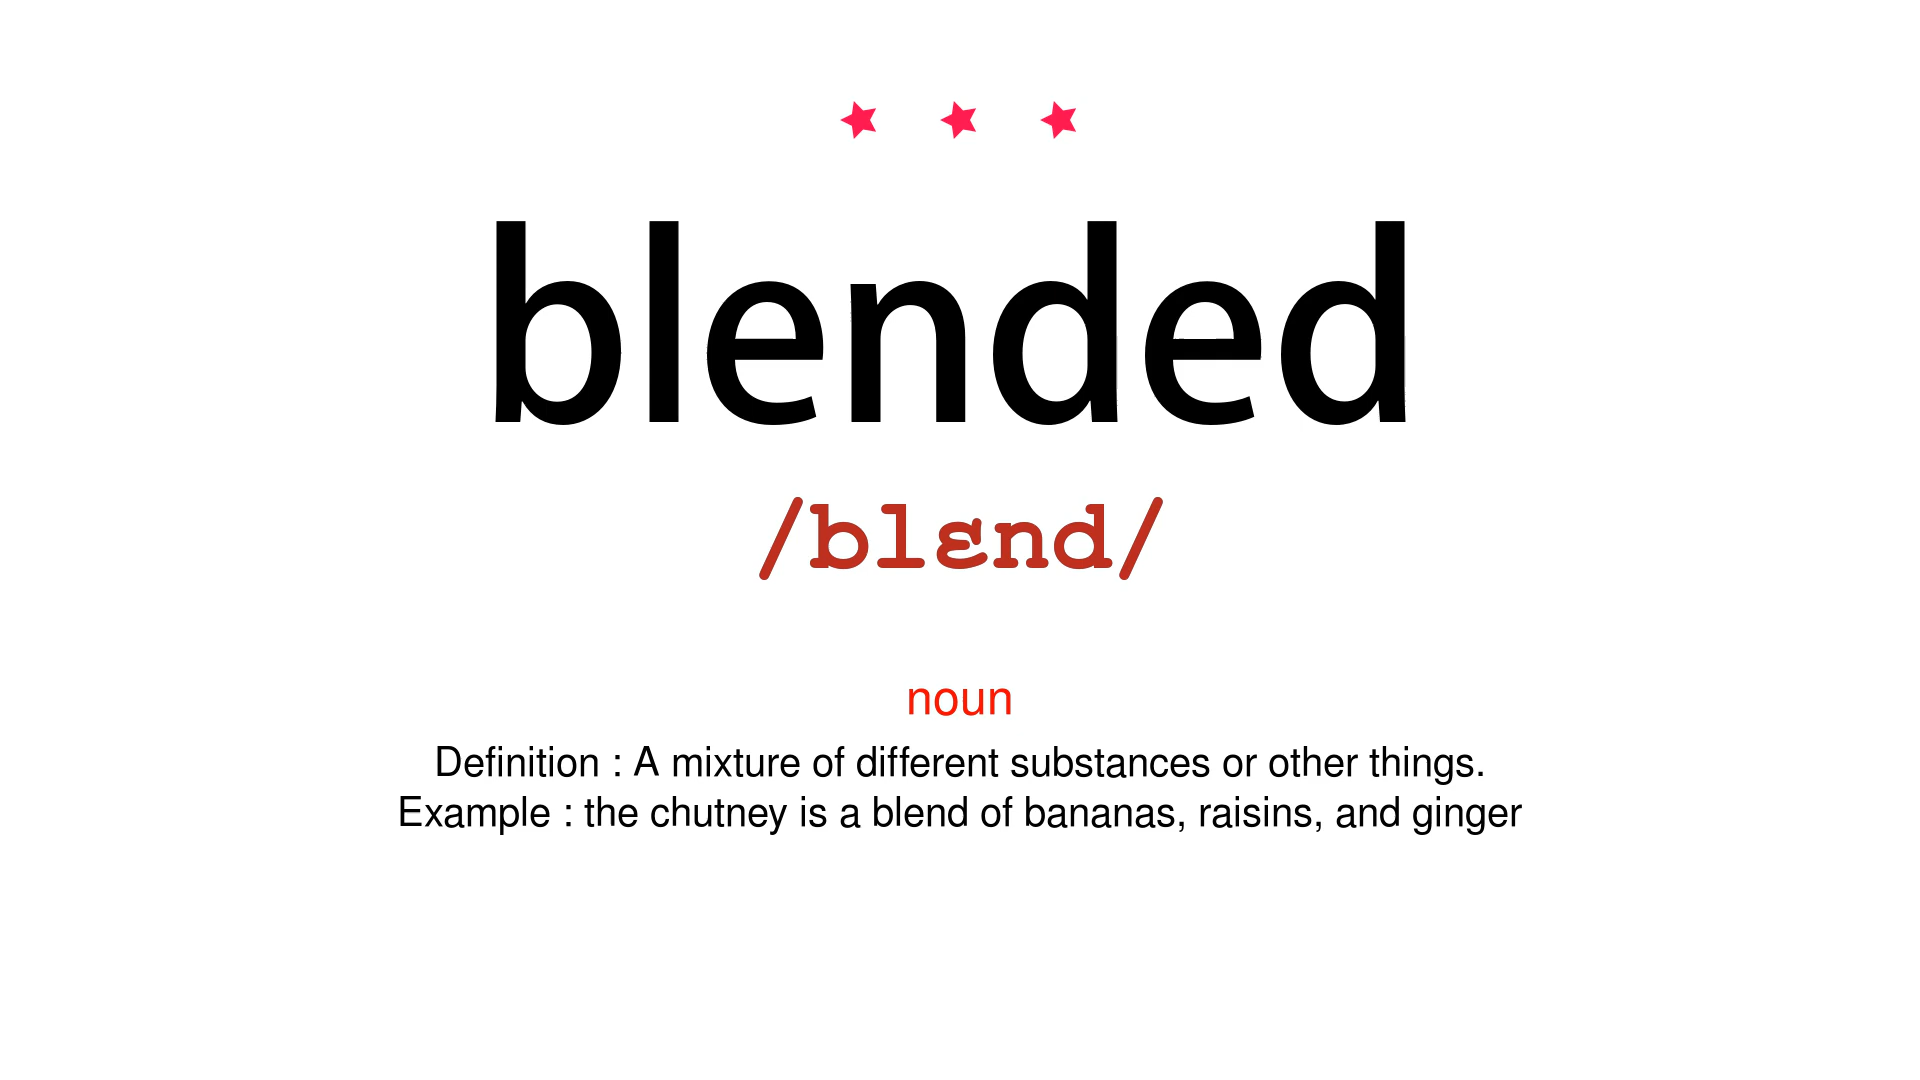 blended
/blɛnd/
noun
Definition : A mixture of different substances or other things.
Example : the chutney is a blend of bananas, raisins, and ginger